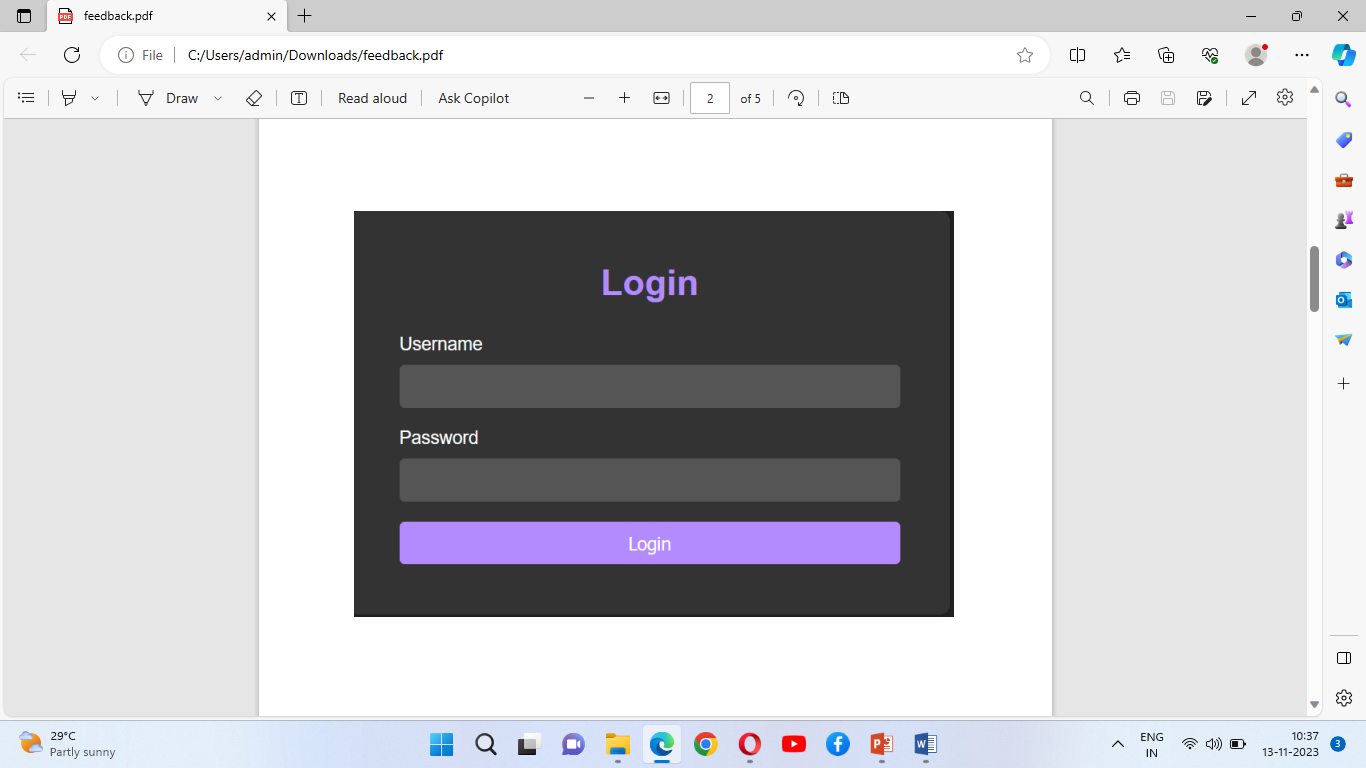 feedback.pdf
File C:/Users/admin/Downloads/feedback.pdf
Draw Read aloud Ask Copilot 2 of 5
Login
Username
Password
Login
29°C
Partly sunny
ENG
IN
10:37
13-11-2023
3